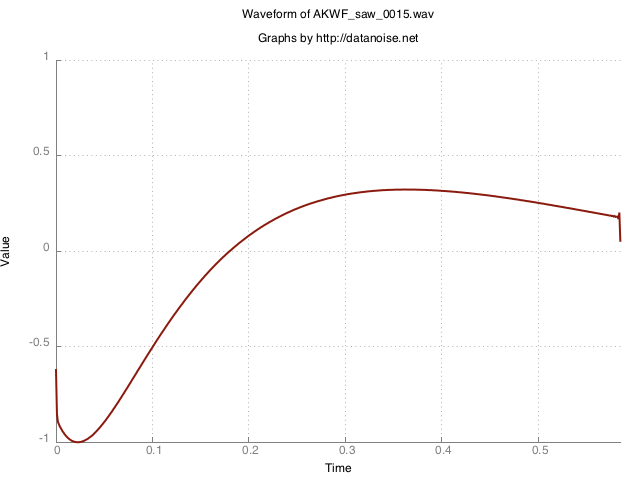 Waveform of AKWF_saw_0015.wav
Graphs by http://datanoise.net
1
0.5
0
-0.5
-1
Value
0 0.1 0.2 0.3 0.4 0.5
Time